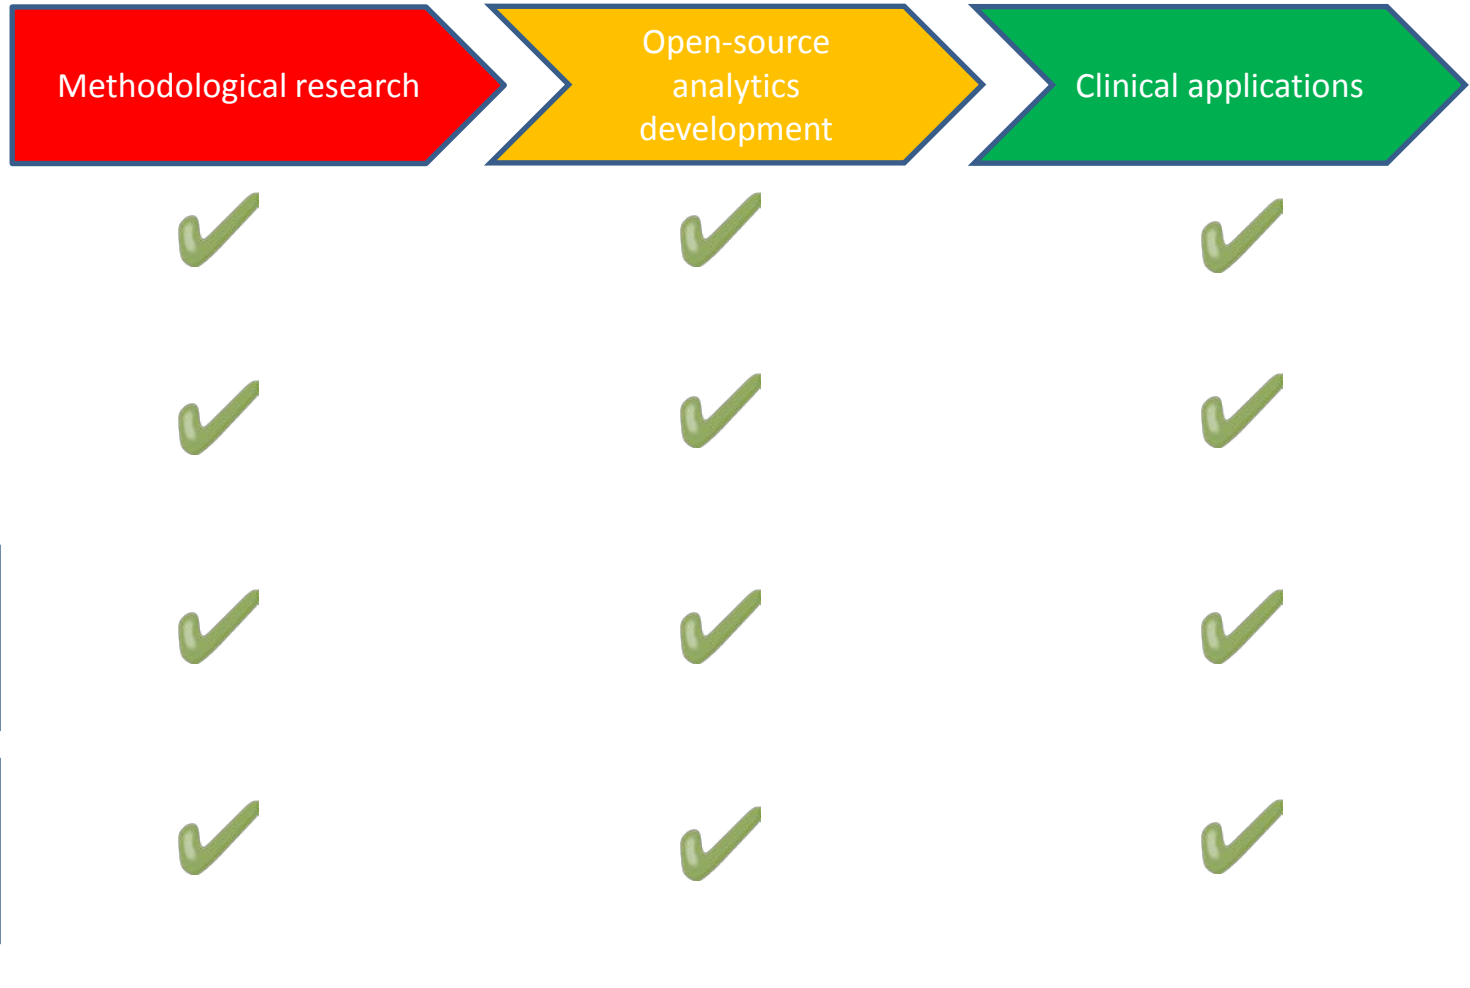 Methodological research
Open-source
analytics
development
Clinical applications